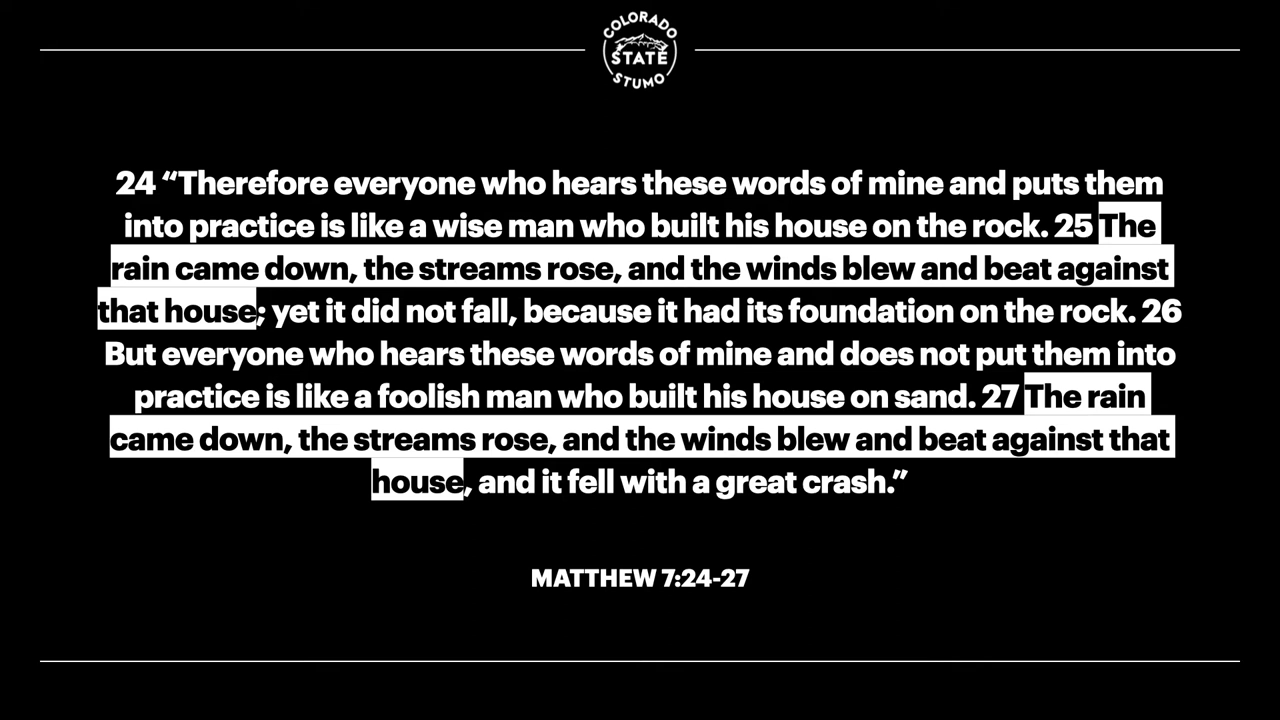 COLORADO
STATE
STUMO
24 “Therefore everyone who hears these words of mine and puts them
into practice is like a wise man who built his house on the rock. 25 The
rain came down, the streams rose, and the winds blew and beat against
that house; yet it did not fall, because it had its foundation on the rock. 26
But everyone who hears these words of mine and does not put them into
practice is like a foolish man who built his house on sand. 27 The rain
came down, the streams rose, and the winds blew and beat against that
house, and it fell with a great crash.”
MATTHEW 7:24-27